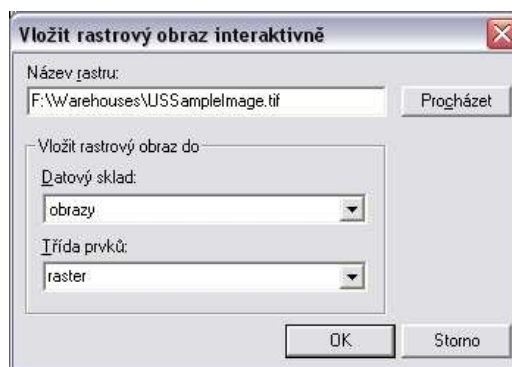 Vložit rastrový obraz interaktivně
Název rastru:
F:\Warehouses\USSampleImage.tif
Procházet
Vložit rastrový obraz do
Datový sklad:
obrazy
Třída prvků:
raster
OK
Storno